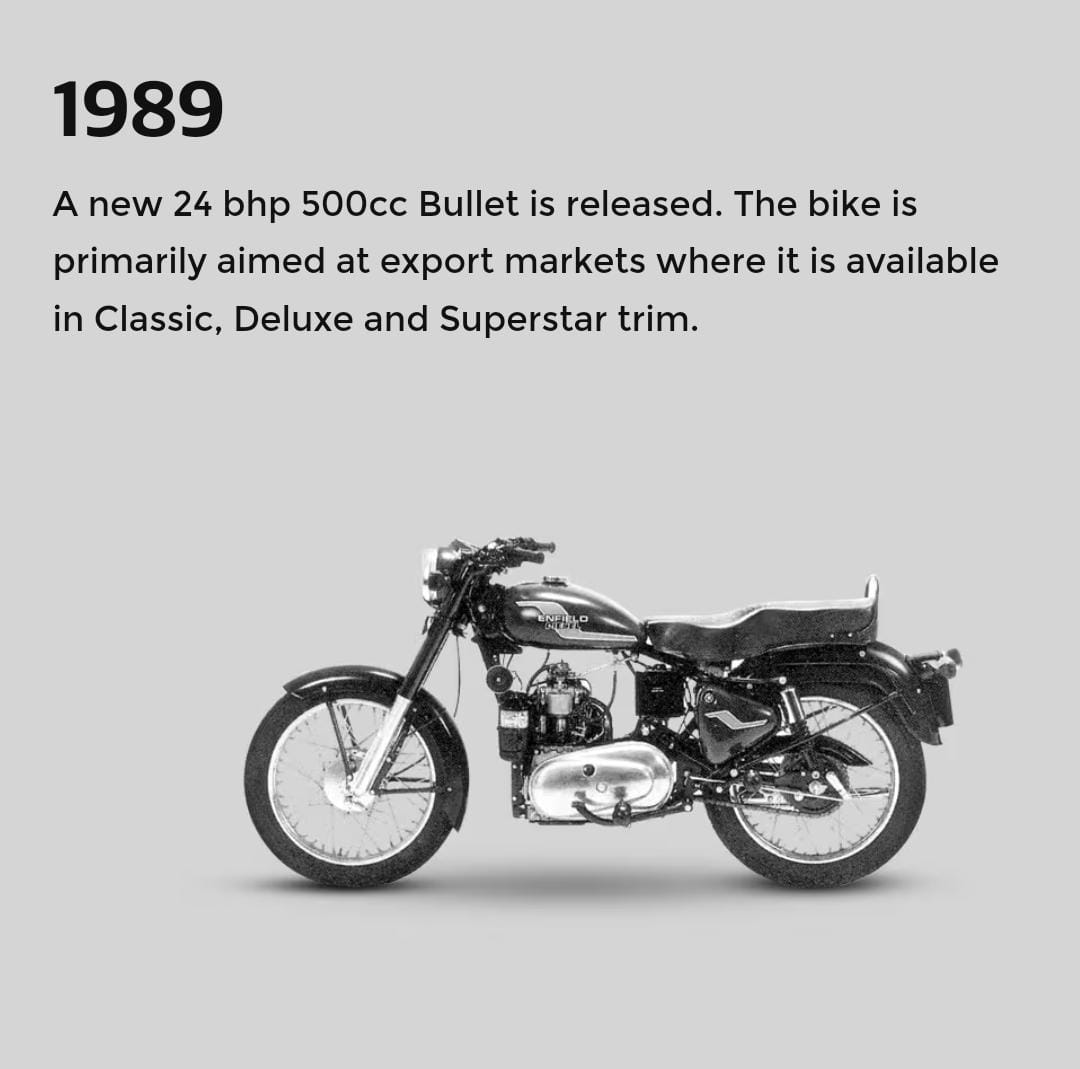 1989
A new 24 bhp 500cc Bullet is released. The bike is
primarily aimed at export markets where it is available
in Classic, Deluxe and Superstar trim.
ENFIELD